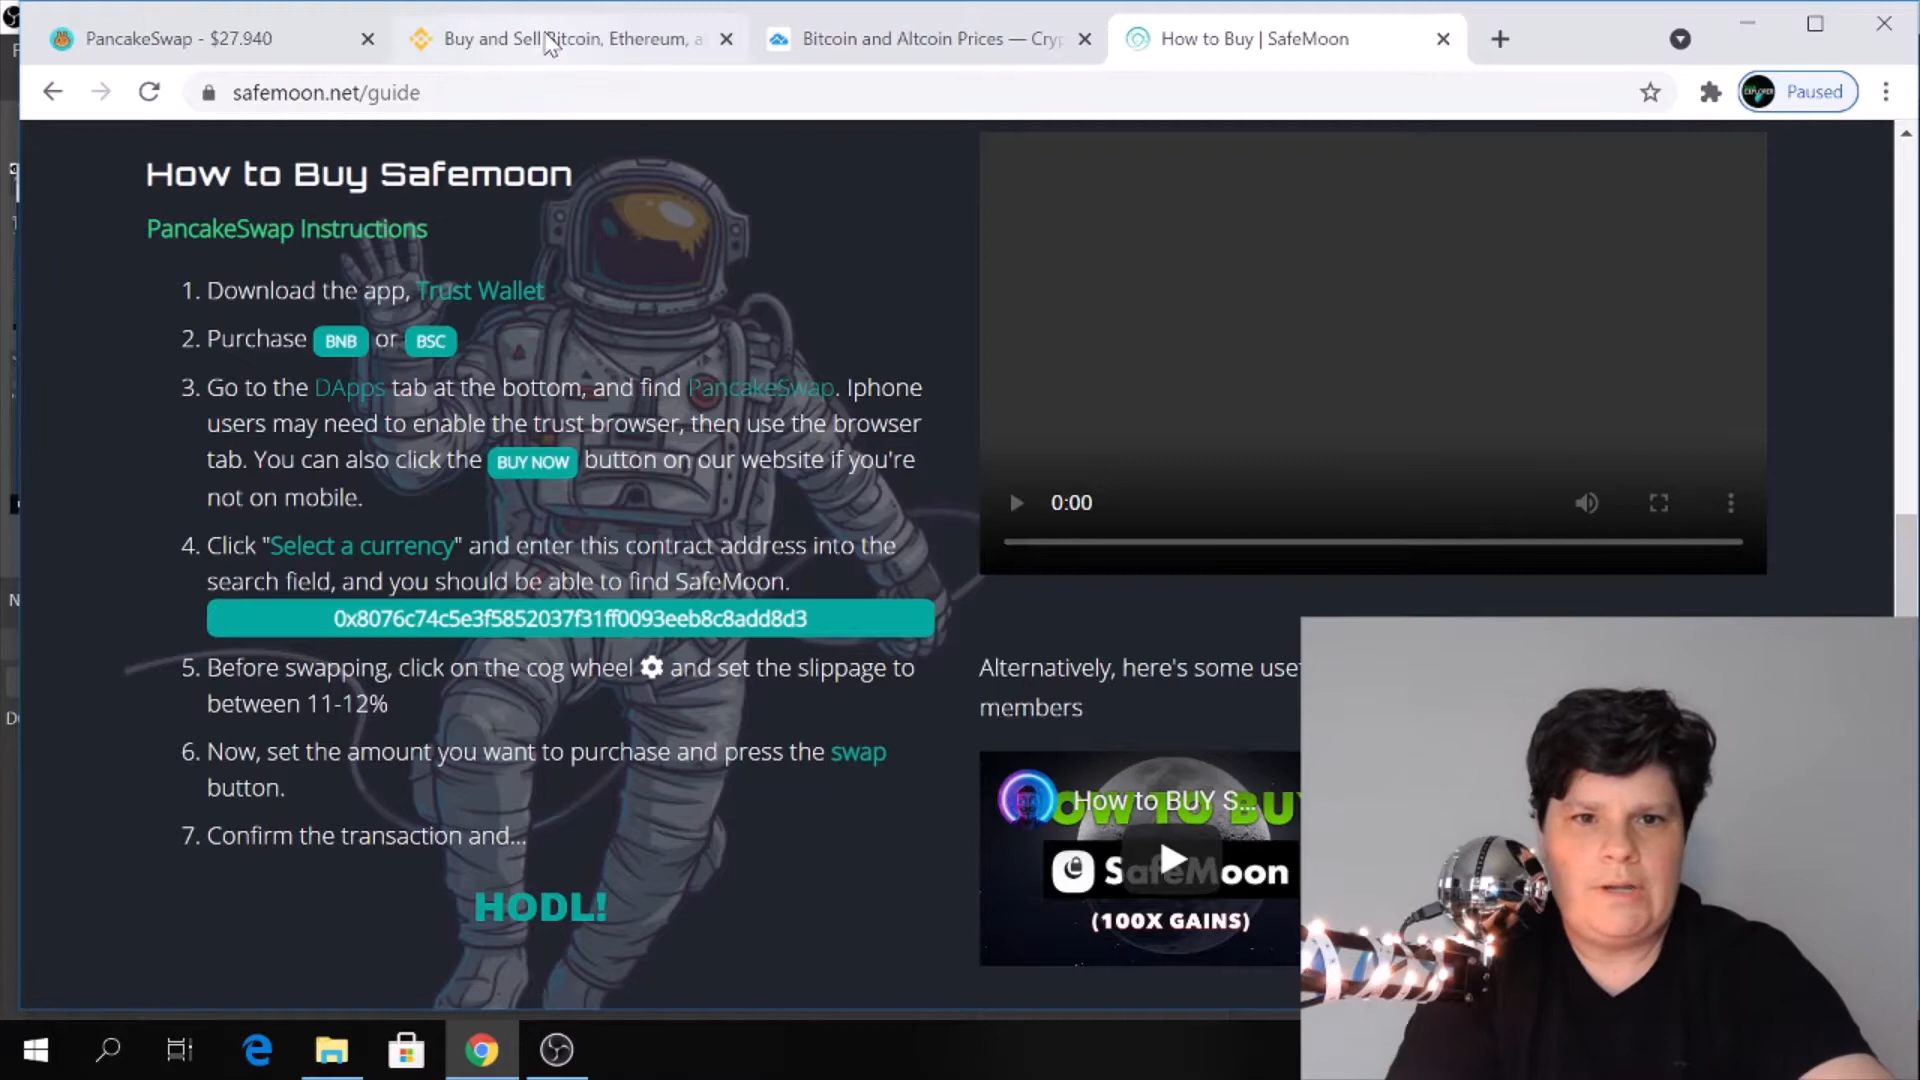 PancakeSwap - $27.940
Buy and Sell Bitcoin, Ethereum, a
Bitcoin and Altcoin Prices — Cryp
How to Buy | SafeMoon
safemoon.net/guide
Paused
How to Buy Safemoon
PancakeSwap Instructions
1. Download the app, Trust Wallet
2. Purchase BNB or BSC
3. Go to the DApps tab at the bottom, and find PancakeSwap. Iphone
users may need to enable the trust browser, then use the browser
tab. You can also click the BUY NOW button on our website if you're
not on mobile.
4. Click "Select a currency" and enter this contract address into the
search field, and you should be able to find SafeMoon.
0x8076c74c5e3f5852037f31ff0093eeb8c8add8d3
5. Before swapping, click on the cog wheel and set the slippage to
between 11-12%
6. Now, set the amount you want to purchase and press the swap
button.
7. Confirm the transaction and...
HODL!
0:00
Alternatively, here's some use
members
How to BUY S...
OW TO BU
SafeMoon
(100X GAINS)